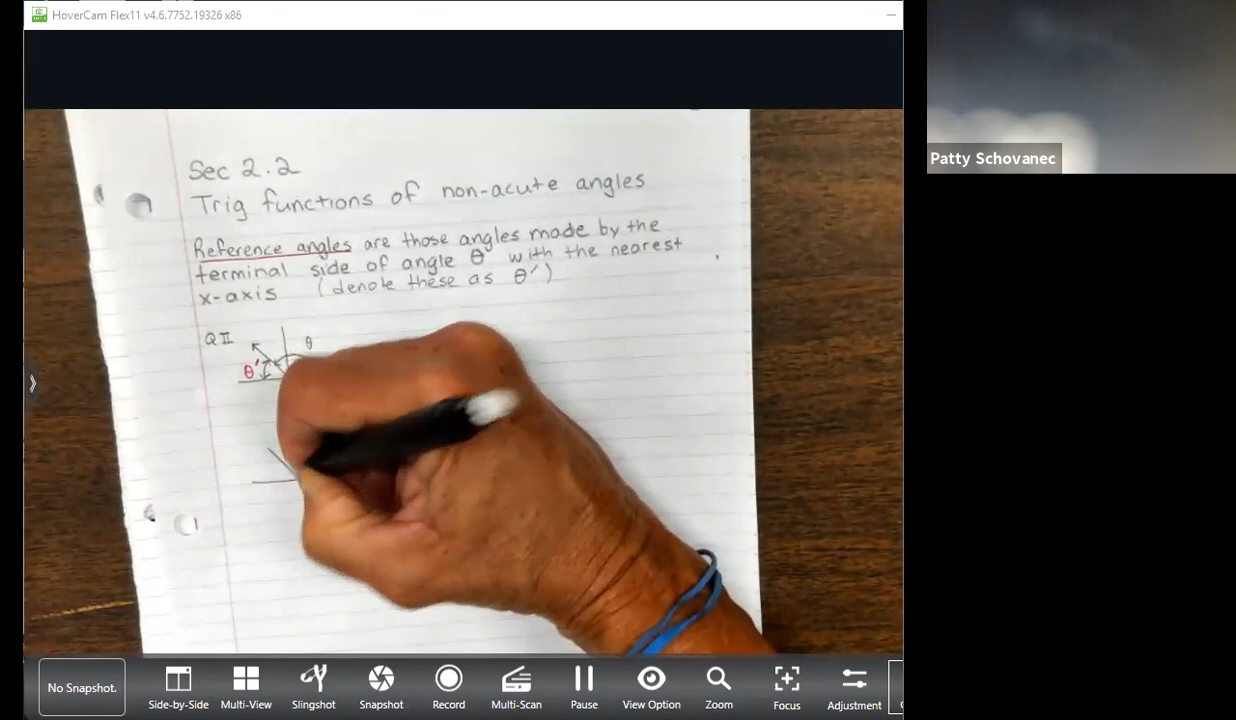 HoverCam Flex11 v4.6.7752.19326 x86
Patty Schovanec
Sec 2.2
Trig functions of non-acute angles
Reference angles are those angles made by the
terminal side of angle θ with the nearest
x-axis (denote these as θ')
QII
θ
θ'
No Snapshot.
Side-by-Side
Multi-View
Slingshot
Snapshot
Record
Multi-Scan
Pause
View Option
Zoom
Focus
Adjustment